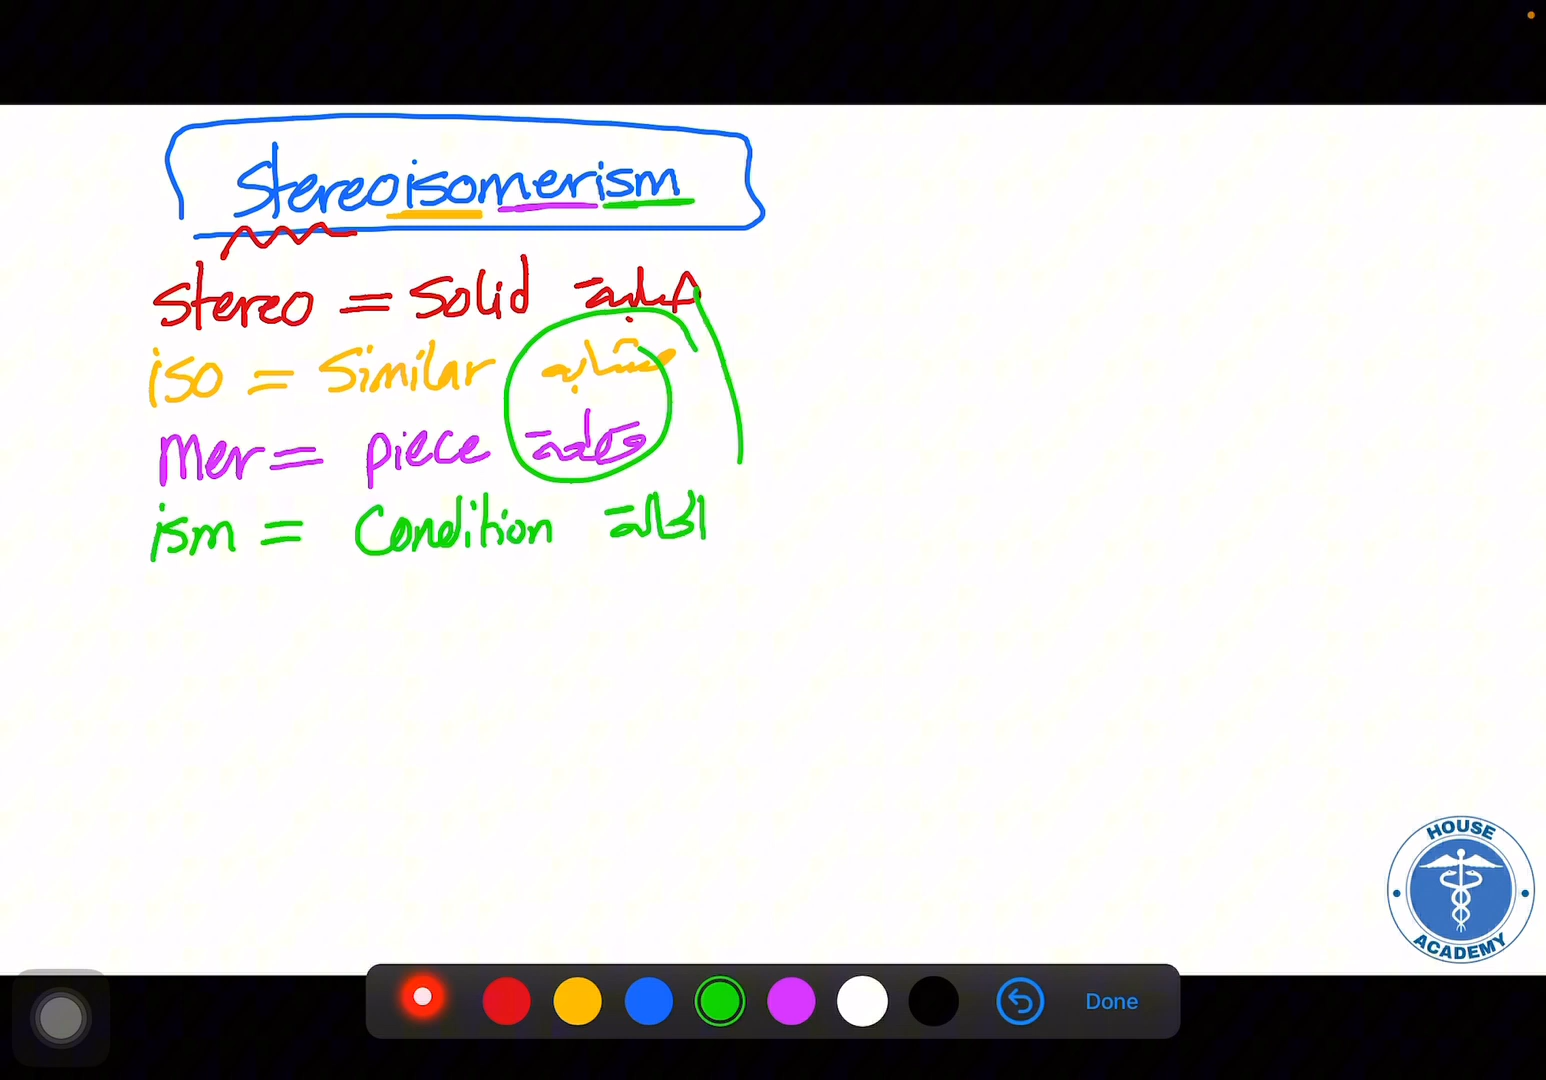 Stereoisomerism
Stereo = Solid صلبة
iso = Similar متشابه
Mer = piece قطعة
ism = Condition الحالة
HOUSE
ACADEMY
Done